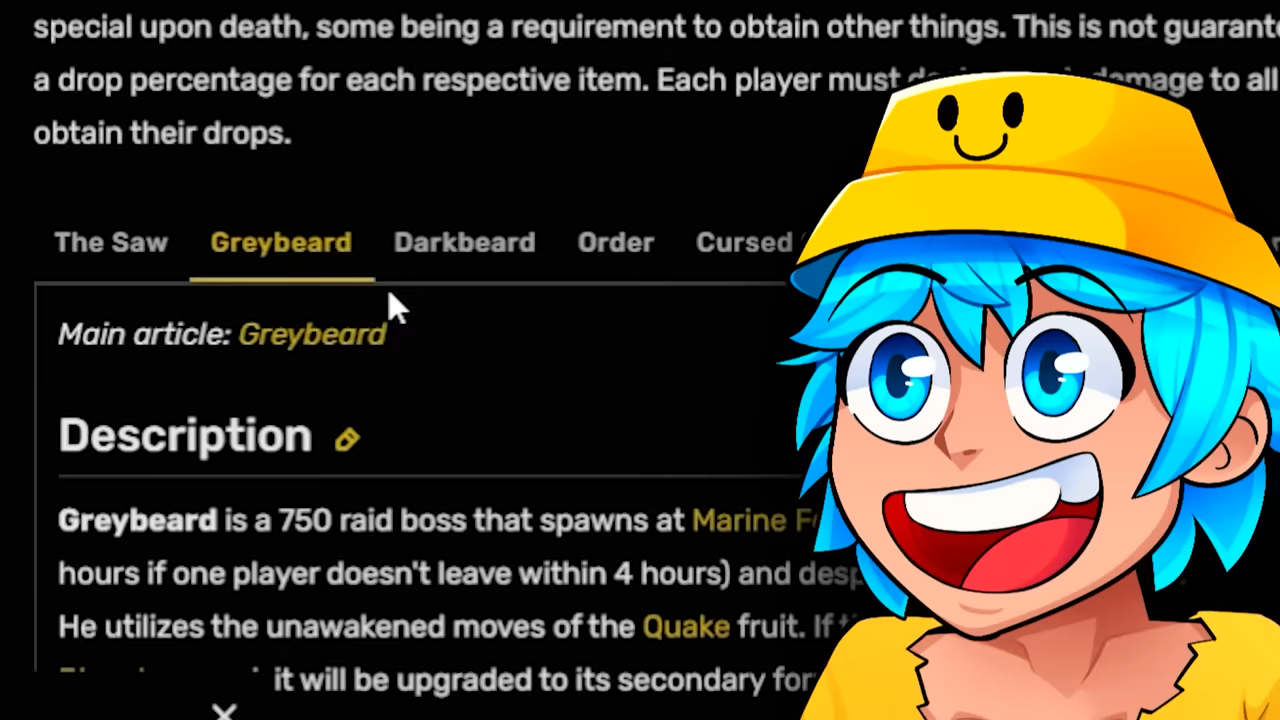 special upon death, some being a requirement to obtain other things. This is not
a drop percentage for each respective item. Each player must damage to all
obtain their drops.
The Saw Greybeard Darkbeard Order Cursed
Main article: Greybeard
Description
Greybeard is a 750 raid boss that spawns at Marine
hours if one player doesn't leave within 4 hours) and
He utilizes the unawakened moves of the Quake fruit. If
it will be upgraded to its secondary